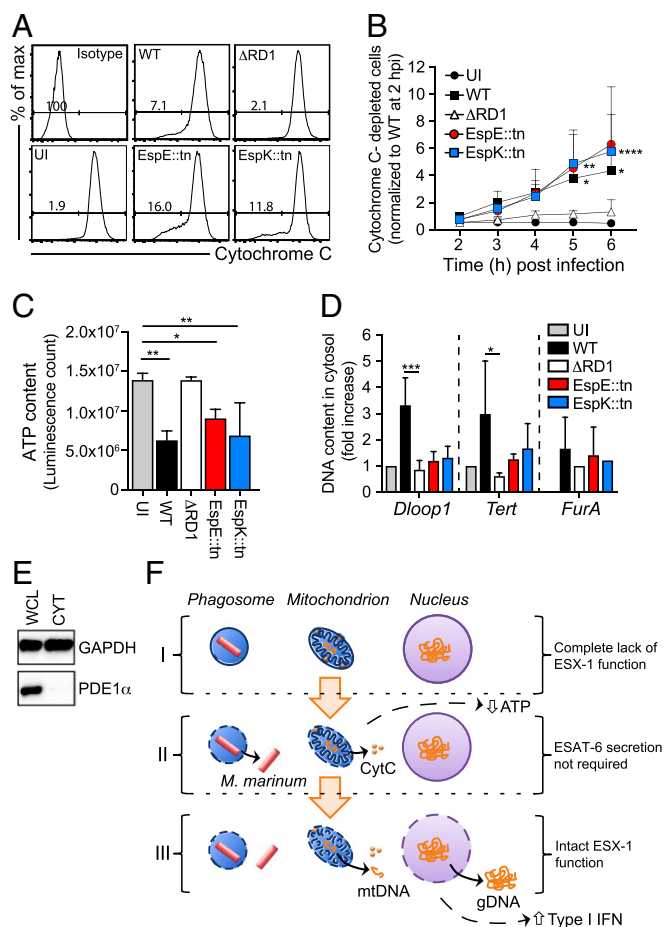 A
% of max
Isotype
100
WT
7.1
ΔRD1
2.1
UI
1.9
EspE::tn
16.0
EspK::tn
11.8
Cytochrome C
B
Cytochrome C- depleted cells
(normalized to WT at 2 hpi)
12
10
8
6
4
2
0
UI
WT
ΔRD1
EspE::tn
EspK::tn
****
**
*
*
2 3 4 5 6
Time (h) post infection
C
ATP content
(Luminescence count)
2.0x10⁷
1.5x10⁷
1.0x10⁷
5.0x10⁶
0
**
*
**
UI
WT
ΔRD1
EspE::tn
EspK::tn
D
DNA content in cytosol
(fold increase)
6
5
4
3
2
1
0
***
*
UI
WT
ΔRD1
EspE::tn
EspK::tn
Dloop1 Tert FurA
E
WCL CYT
GAPDH
PDE1α
F
Phagosome Mitochondrion Nucleus
I
Complete lack of
ESX-1 function
⇩ATP
II
CytC
M. marinum
ESAT-6 secretion
not required
III
mtDNA
gDNA
Intact ESX-1
function
⇧Type I IFN